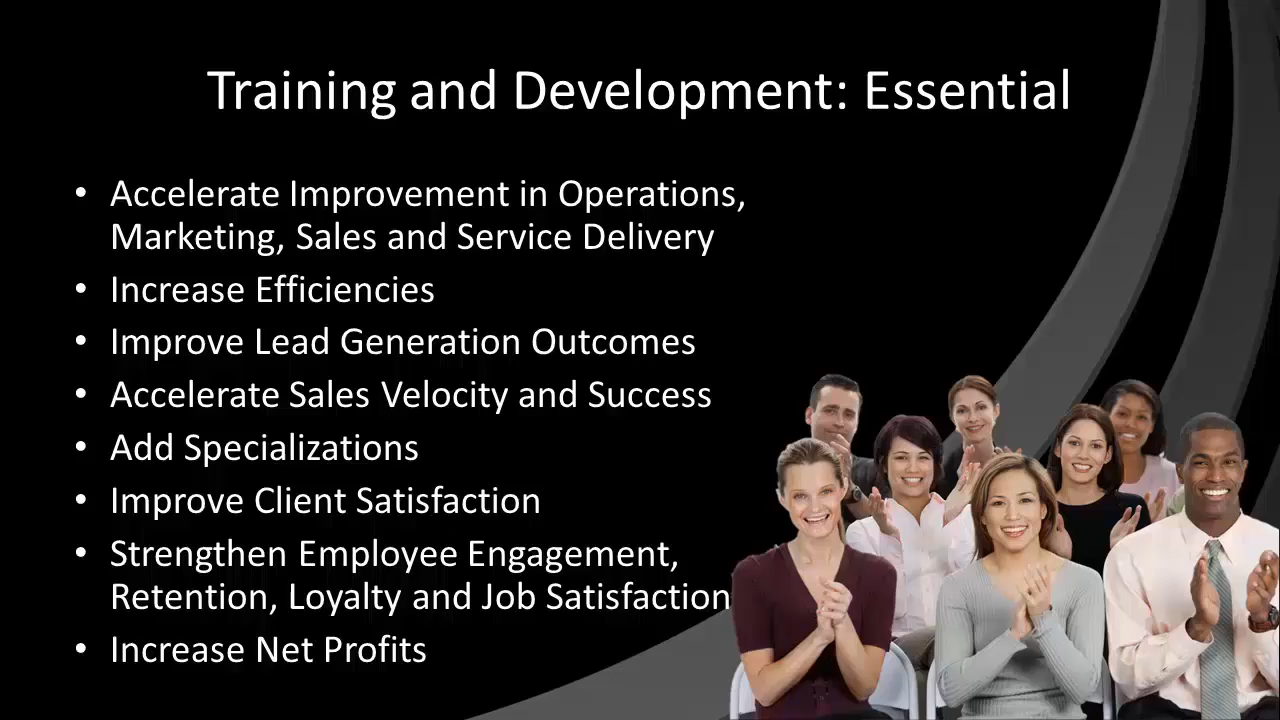 Training and Development: Essential
• Accelerate Improvement in Operations,
Marketing, Sales and Service Delivery
• Increase Efficiencies
• Improve Lead Generation Outcomes
• Accelerate Sales Velocity and Success
• Add Specializations
• Improve Client Satisfaction
• Strengthen Employee Engagement,
Retention, Loyalty and Job Satisfaction
• Increase Net Profits